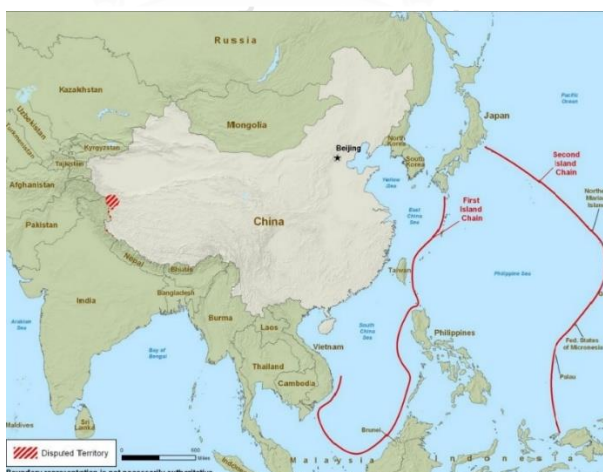 Russia
Kazakhstan
Mongolia
Uzbekistan
Turkmenistan
Kyrgyzstan
Tajikistan
Afghanistan
Pakistan
Beijing
North
Korea
South
Korea
Japan
Pacific
Ocean
Yellow
Sea
Second
Island
Chain
First
Island
Chain
East
China
Sea
China
Nepal
Bhutan
Bangladesh
India
Burma
Taiwan
Philippine Sea
Laos
Arabian
Sea
Bay of
Bengal
Thailand
Vietnam
Cambodia
South
China
Sea
Philippines
Fed. States
of Micronesia
Palau
Sri
Lanka
Maldives
Brunei
Malaysia
Indonesia
Disputed Territory
0
Miles
Boundary representation is not necessarily authoritative